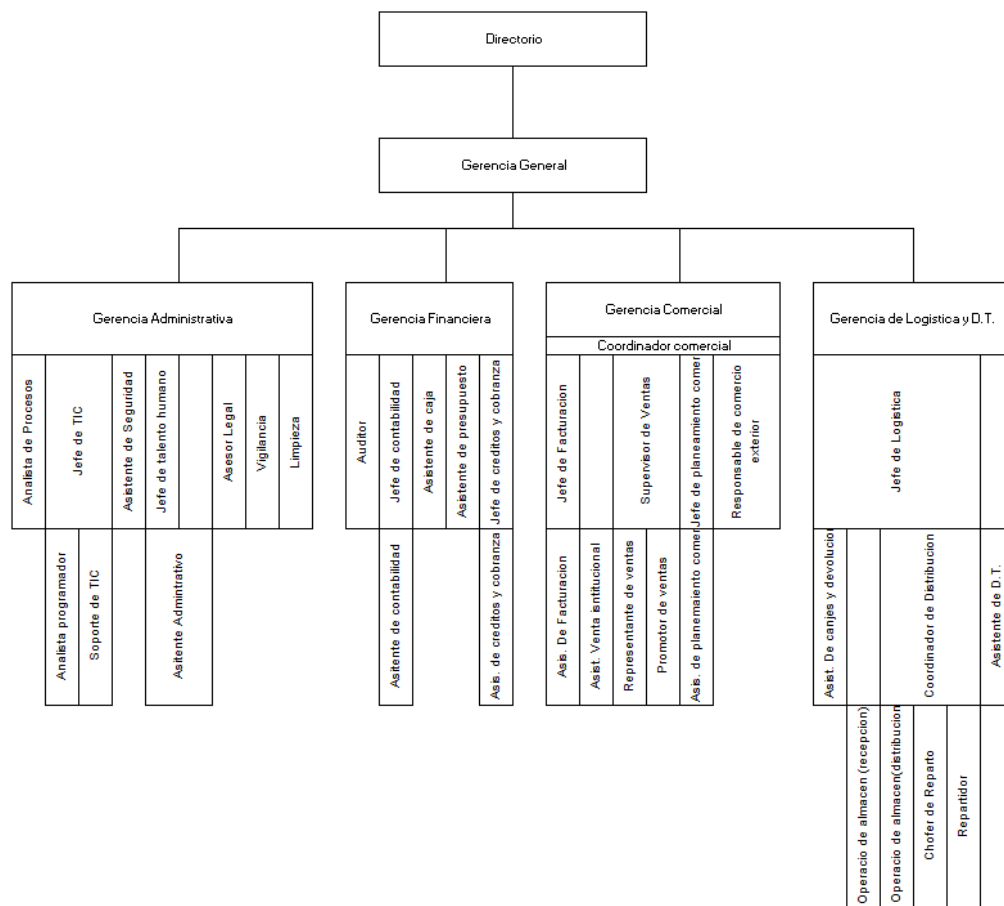 Directorio
Gerencia General
Gerencia Administrativa
Gerencia Financiera
Gerencia Comercial
Gerencia de Logistica y D.T.
Coordinador comercial
Analista de Procesos
Jefe de TIC
Asistente de Seguridad
Jefe de talento humano
Asesor Legal
Vigilancia
Limpieza
Auditor
Jefe de contabilidad
Asistente de caja
Asistente de presupuesto
Jefe de creditos y cobranza
Jefe de Facturacion
Supervisor de Ventas
Jefe de planeamiento comer
Responsable de comercio
exterior
Jefe de Logistica
Analista programador
Soporte de TIC
Asitente Admintrativo
Asitente de contabilidad
Asis. de creditos y cobranza
Asis. De Facturacion
Asist. Venta isntitucional
Representante de ventas
Promotor de ventas
Asis. de planemaiento comer
Asist. De canjes y devolucion
Coodinador de Distribucion
Asistente de D.T.
Operacio de almacen (recepcion)
Operacio de almacen(distribucion
Chofer de Reparto
Repartidor